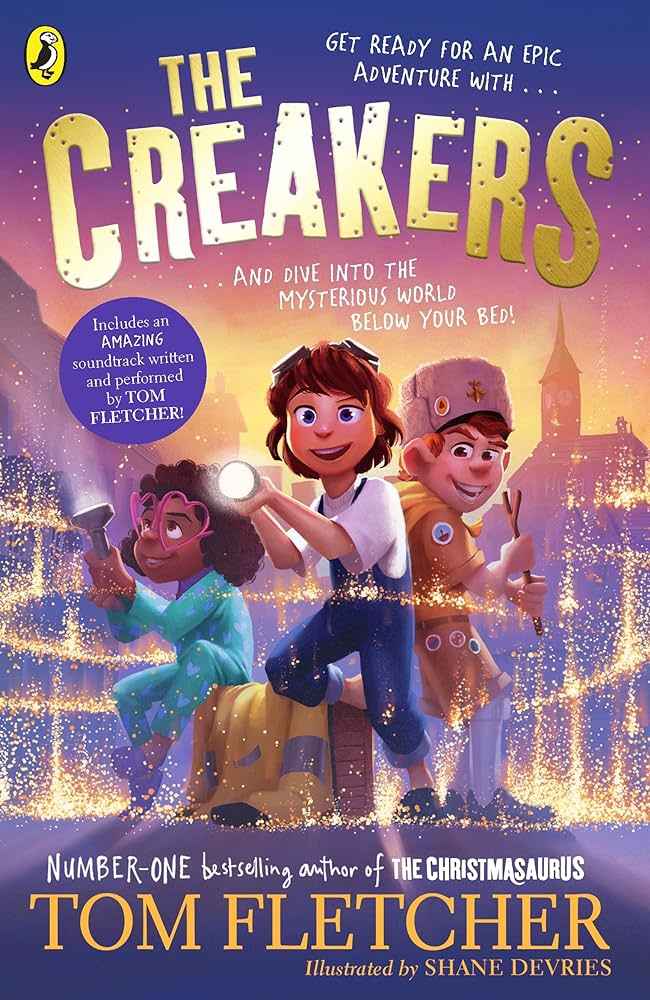 GET READY FOR AN EPIC
ADVENTURE WITH . . .
THE
CREAKERS
. . . AND DIVE INTO THE
MYSTERIOUS WORLD
BELOW YOUR BED!
Includes an
AMAZING
soundtrack written
and performed
by TOM
FLETCHER!
NUMBER-ONE bestselling author of THE CHRISTMASAURUS
TOM FLETCHER
Illustrated by SHANE DEVRIES